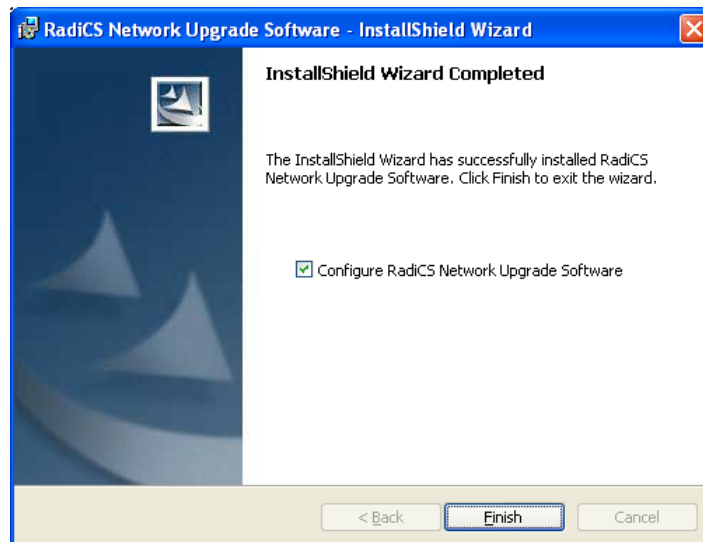 RadiCS Network Upgrade Software - InstallShield Wizard
InstallShield Wizard Completed
The InstallShield Wizard has successfully installed RadiCS
Network Upgrade Software. Click Finish to exit the wizard.
Configure RadiCS Network Upgrade Software
< Back
Finish
Cancel